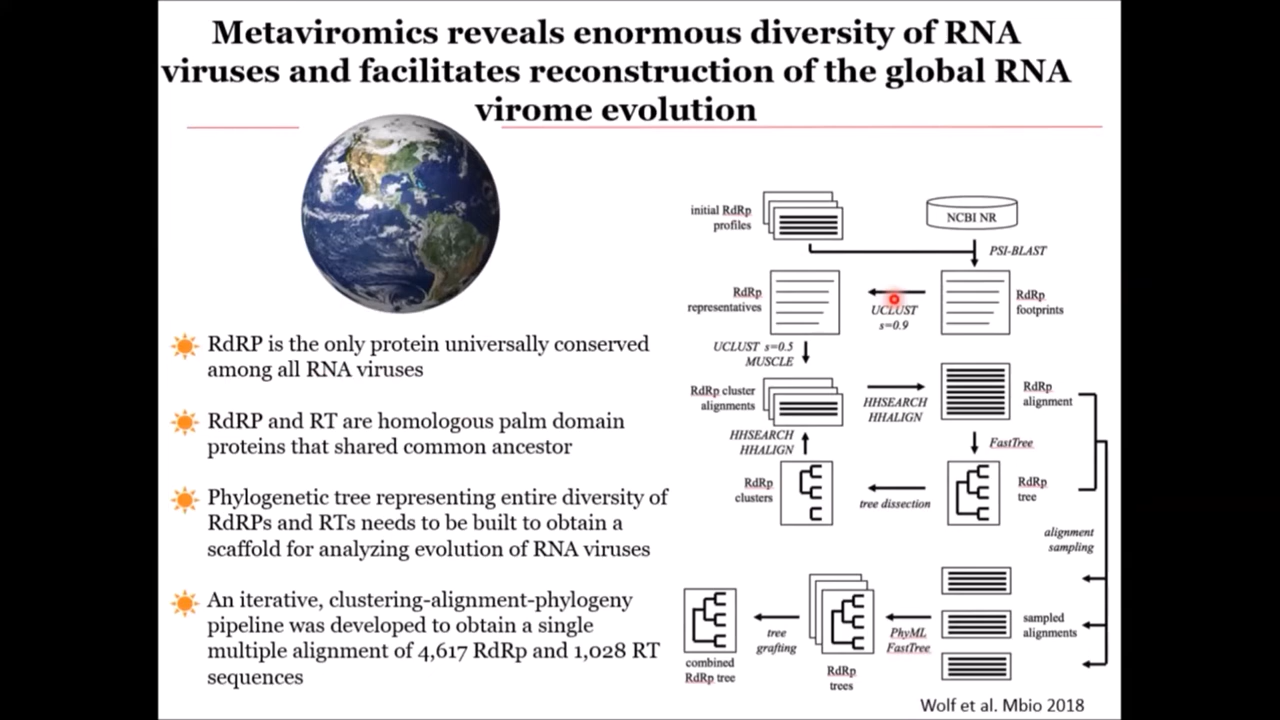 Metaviromics reveals enormous diversity of RNA
viruses and facilitates reconstruction of the global RNA
virome evolution
RdRP is the only protein universally conserved
among all RNA viruses
RdRP and RT are homologous palm domain
proteins that shared common ancestor
Phylogenetic tree representing entire diversity of
RdRPs and RTs needs to be built to obtain a
scaffold for analyzing evolution of RNA viruses
An iterative, clustering-alignment-phylogeny
pipeline was developed to obtain a single
multiple alignment of 4,617 RdRp and 1,028 RT
sequences
initial RdRp
profiles
NCBI NR
PSI-BLAST
RdRp
representatives
UCLUST
s=0.9
RdRp
footprints
UCLUST s=0.5
MUSCLE
RdRp cluster
alignments
HHSEARCH
HHALIGN
RdRp
alignment
HHSEARCH
HHALIGN
FastTree
RdRp
clusters
tree dissection
RdRp
tree
alignment
sampling
sampled
alignments
PhyML
FastTree
RdRp
trees
tree
grafting
combined
RdRp tree
Wolf et al. Mbio 2018